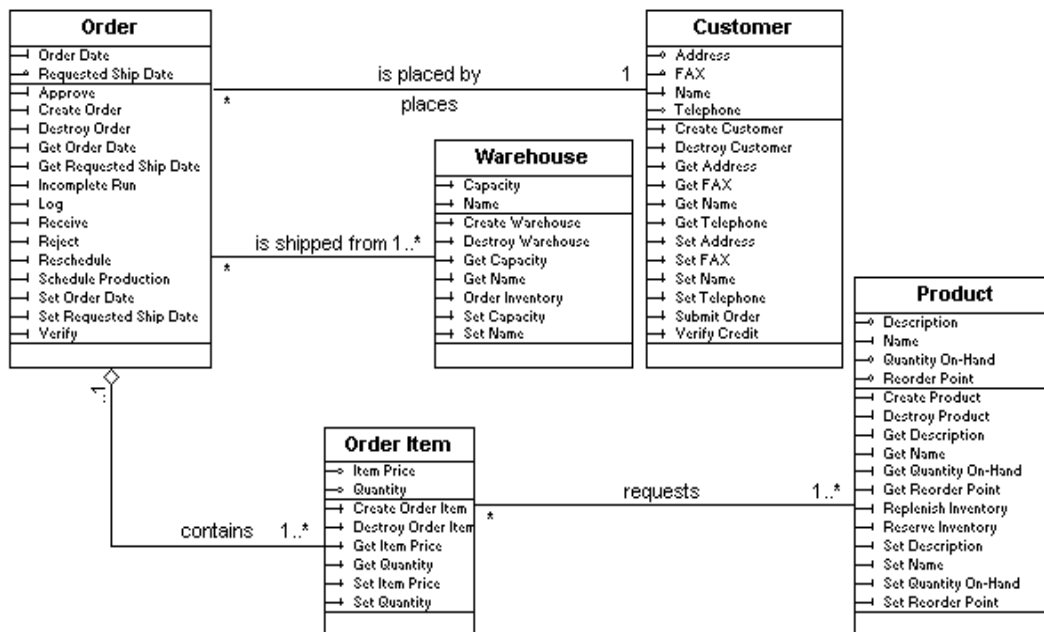 Order
Order Date
Requested Ship Date
Approve
Create Order
Destroy Order
Get Order Date
Get Requested Ship Date
Incomplete Run
Log
Receive
Reject
Reschedule
Schedule Production
Set Order Date
Set Requested Ship Date
Verify
is placed by
1
*
places
Customer
Address
FAX
Name
Telephone
Create Customer
Destroy Customer
Get Address
Get FAX
Get Name
Get Telephone
Set Address
Set FAX
Set Name
Set Telephone
Submit Order
Verify Credit
is shipped from 1..*
*
Warehouse
Capacity
Name
Create Warehouse
Destroy Warehouse
Get Capacity
Get Name
Order Inventory
Set Capacity
Set Name
..1
contains
1..*
Order Item
Item Price
Quantity
Create Order Item
Destroy Order Item
Get Item Price
Get Quantity
Set Item Price
Set Quantity
requests
1..*
*
Product
Description
Name
Quantity On-Hand
Reorder Point
Create Product
Destroy Product
Get Description
Get Name
Get Quantity On-Hand
Get Reorder Point
Replenish Inventory
Reserve Inventory
Set Description
Set Name
Set Quantity On-Hand
Set Reorder Point